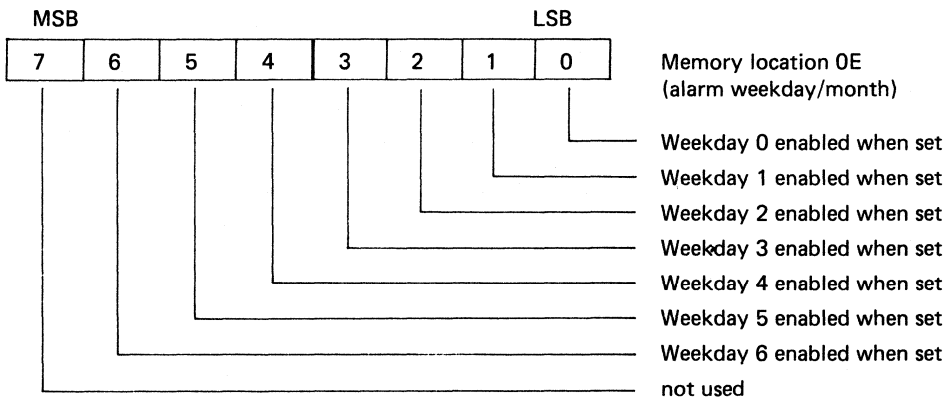 MSB LSB
7 6 5 4 3 2 1 0
Memory location 0E
(alarm weekday/month)
Weekday 0 enabled when set
Weekday 1 enabled when set
Weekday 2 enabled when set
Weekday 3 enabled when set
Weekday 4 enabled when set
Weekday 5 enabled when set
Weekday 6 enabled when set
not used